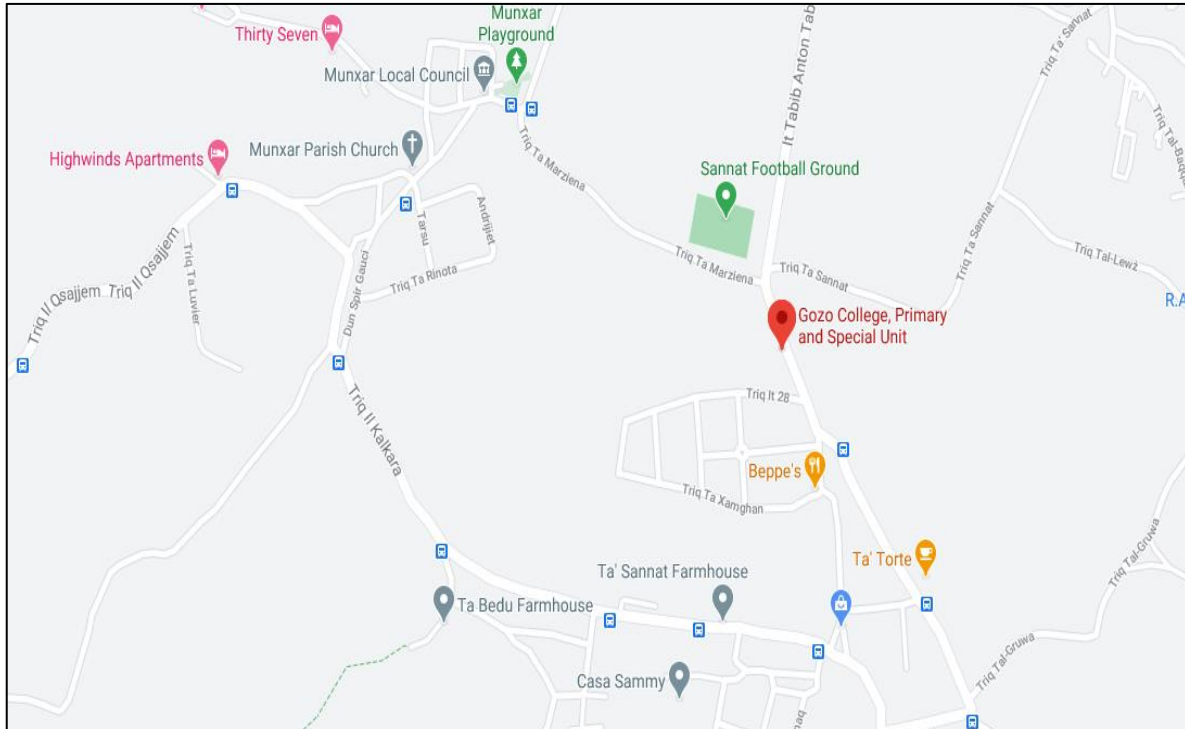 Munxar
Playground
Thirty Seven
Munxar Local Council
Triq Ta' Sannat
It Tabib Anton Tab
Triq Tal-Baqqa
Triq Ta Marziena
Munxar Parish Church
Highwinds Apartments
Sannat Football Ground
Andrijiet
Tarsu
Triq Ta Sannat
Triq Ta Rinota
Triq Ta Marziena
Triq Ta Sannat
Triq Tal-Lewż
Triq Il Qsajjem
Triq Il Qsajjem
Triq Ta Luvier
Dun Spir Gauci
R.A
Gozo College, Primary
and Special Unit
Triq Il Kalkara
Triq It 28
Beppe's
Triq Ta Xamghan
Ta' Torte
Triq Tal-Gruwa
Ta' Sannat Farmhouse
Ta Bedu Farmhouse
Triq Tal-Gruwa
Casa Sammy